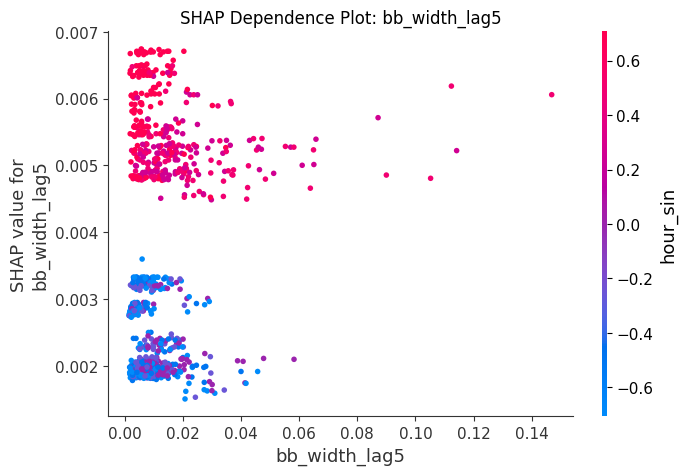 SHAP Dependence Plot: bb_width_lag5
0.007
0.006
0.005
0.004
0.003
0.002
SHAP value for
bb_width_lag5
0.00 0.02 0.04 0.06 0.08 0.10 0.12 0.14
bb_width_lag5
0.6
0.4
0.2
0.0
−0.2
−0.4
−0.6
hour_sin